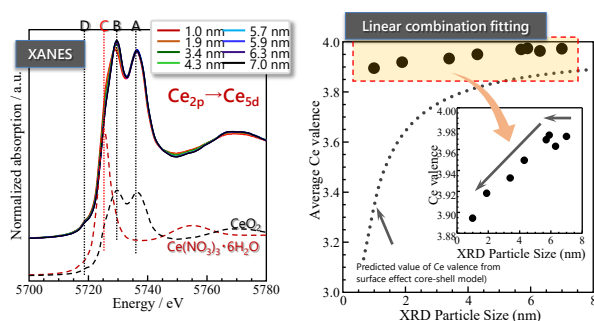 XANES
D C B A
1.0 nm
1.9 nm
3.4 nm
4.3 nm
5.7 nm
5.9 nm
6.3 nm
7.0 nm
Ce2p→Ce5d
CeO2
Ce(NO3)3・6H2O
Normalized absorption / a.u.
5700 5720 5740 5760 5780
Energy / eV
Linear combination fitting
4.0
3.8
3.6
3.4
3.2
3.0
Average Ce valence
4.00
3.98
3.96
3.94
3.92
3.90
3.88
Ce valence
0 2 4 6 8
XRD Particle Size (nm)
Predicted value of Ce valence from
surface effect core-shell model)
0 1 2 3 4 5 6 7 8
XRD Particle Size (nm)